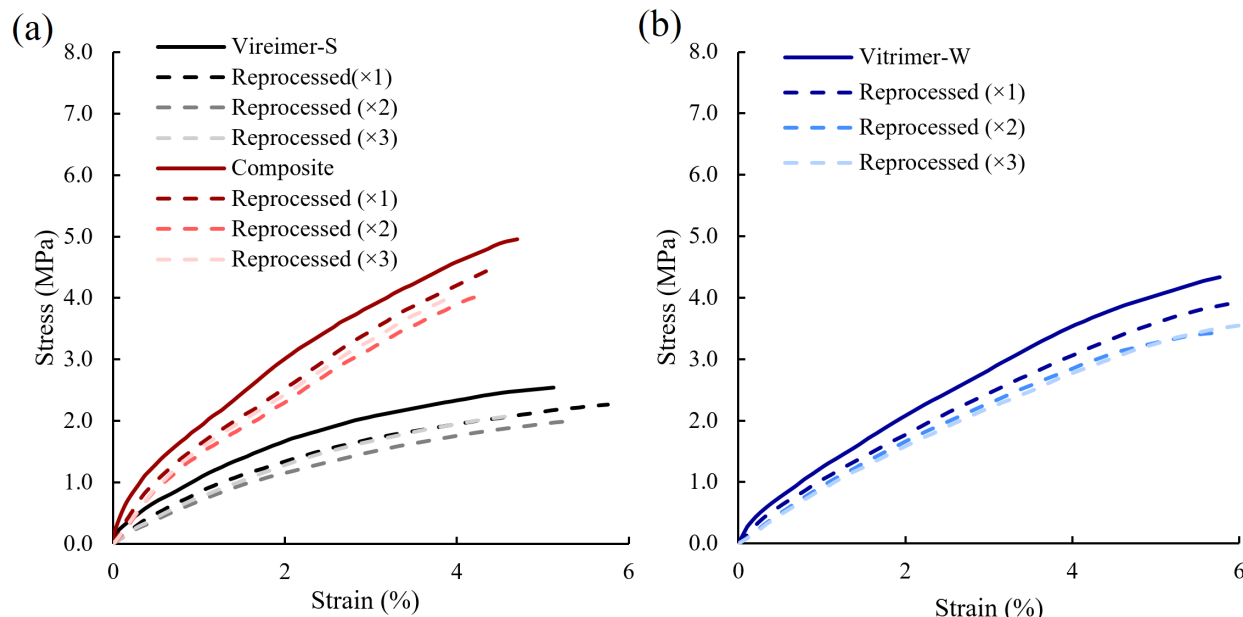 (a)
8.0
7.0
6.0
5.0
4.0
3.0
2.0
1.0
0.0
Stress (MPa)
Vireimer-S
Reprocessed(×1)
Reprocessed (×2)
Reprocessed (×3)
Composite
Reprocessed (×1)
Reprocessed (×2)
Reprocessed (×3)
0 2 4 6
Strain (%)
(b)
8.0
7.0
6.0
5.0
4.0
3.0
2.0
1.0
0.0
Stress (MPa)
Vitrimer-W
Reprocessed (×1)
Reprocessed (×2)
Reprocessed (×3)
0 2 4 6
Strain (%)